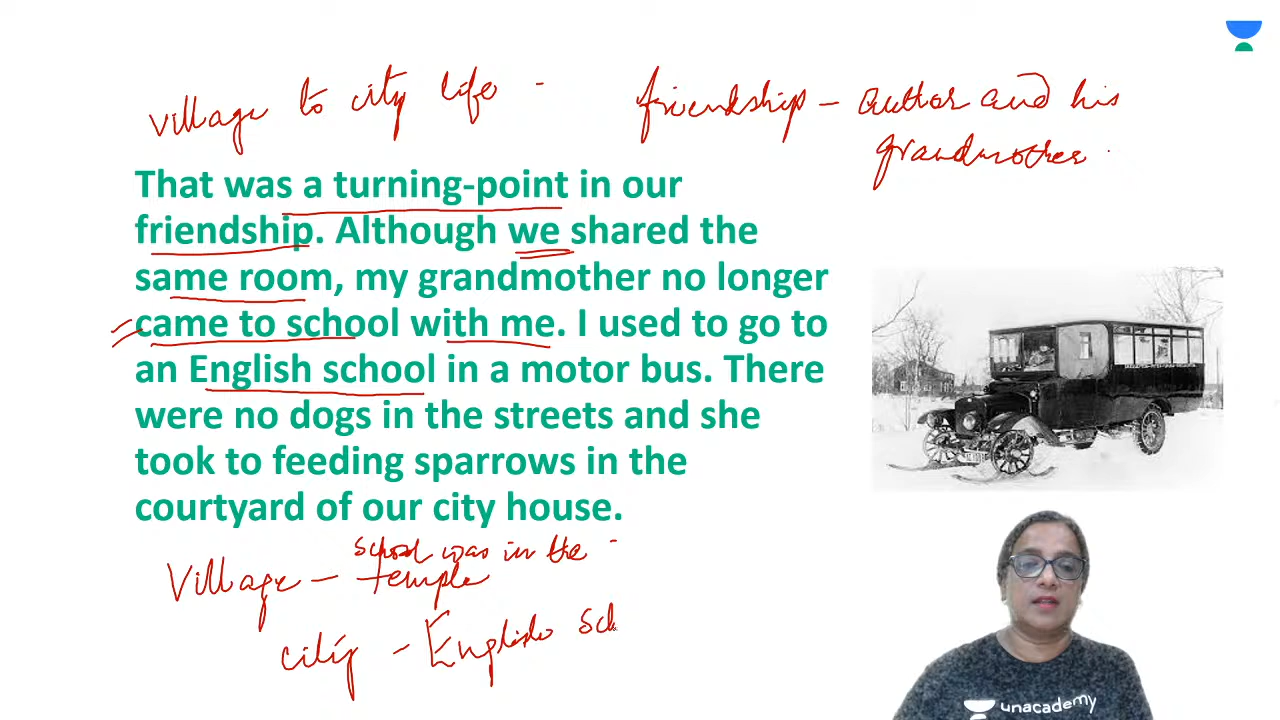 village to city life -
friendship - author and his
grandmother.
That was a turning-point in our
friendship. Although we shared the
same room, my grandmother no longer
came to school with me. I used to go to
an English school in a motor bus. There
were no dogs in the streets and she
took to feeding sparrows in the
courtyard of our city house.
school was in the -
Village - temple
city - English sch
unacademy